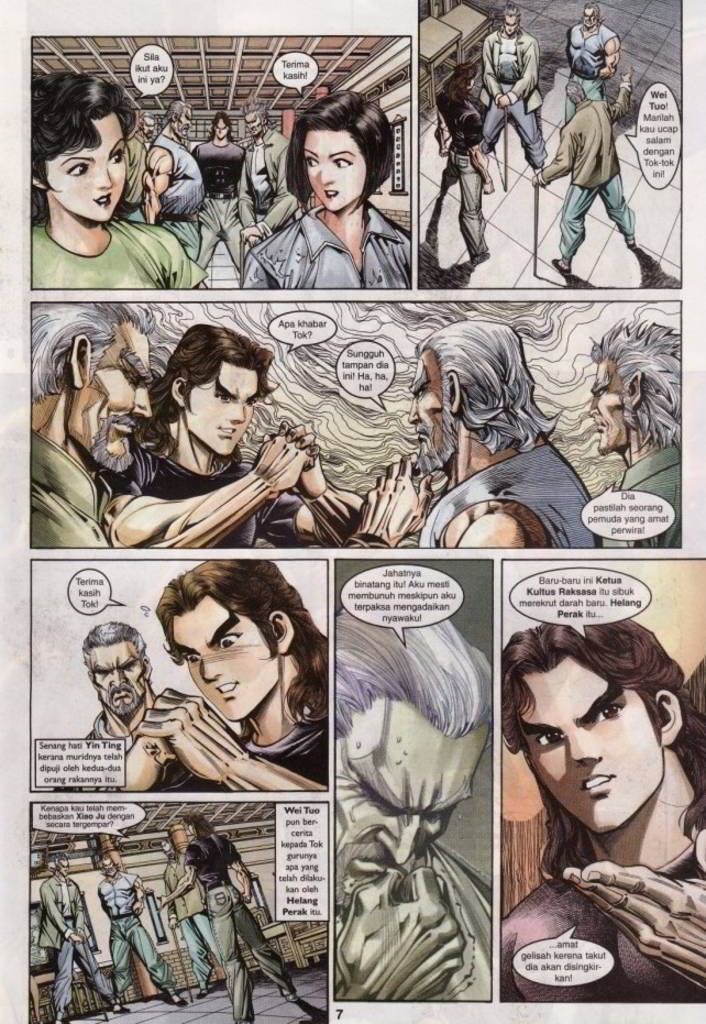 Sila
ikut aku
ini ya?
Terima
kasih!
Wei
Tuo!
Marilah
kau ucap
salam
dengan
Tok-tok
ini!
Apa khabar
Tok?
Sungguh
tampan dia
ini! Ha, ha,
ha!
Dia
pastilah seorang
pemuda yang amat
perwira!
Terima
kasih
Tok!
Senang hati Yin Ting
kerana muridnya telah
dipuji oleh kedua-dua
orang rakannya itu.
Jahatnya
binatang itu! Aku mesti
membunuh meskipun aku
terpaksa mengadaikan
nyawaku!
Baru-baru ini Ketua
Kultus Raksasa itu sibuk
merekrut darah baru. Helang
Perak itu...
...amat
gelisah kerena takut
dia akan disingkir-
kan!
Kenapa kau telah mem-
bebaskan Xiao Ju dengan
secara tergempar?
Wei Tuo
pun ber-
cerita
kepada Tok
gurunya
apa yang
telah dilaku-
kan oleh
Helang
Perak itu.
7